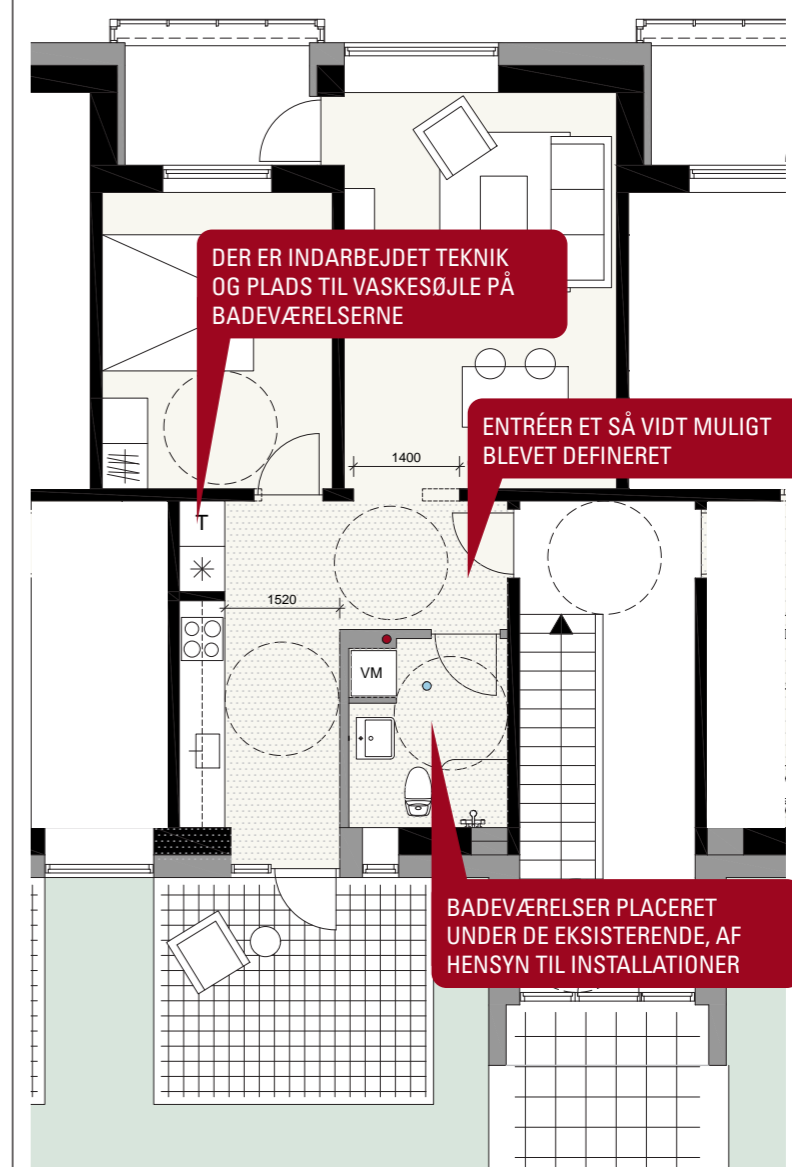 DER ER INDARBEJDET TEKNIK
OG PLADS TIL VASKESØJLE PÅ
BADEVÆRELSERNE
ENTRÉER ET SÅ VIDT MULIGT
BLEVET DEFINERET
1400
T
1520
VM
BADEVÆRELSER PLACERET
UNDER DE EKSISTERENDE, AF
HENSYN TIL INSTALLATIONER